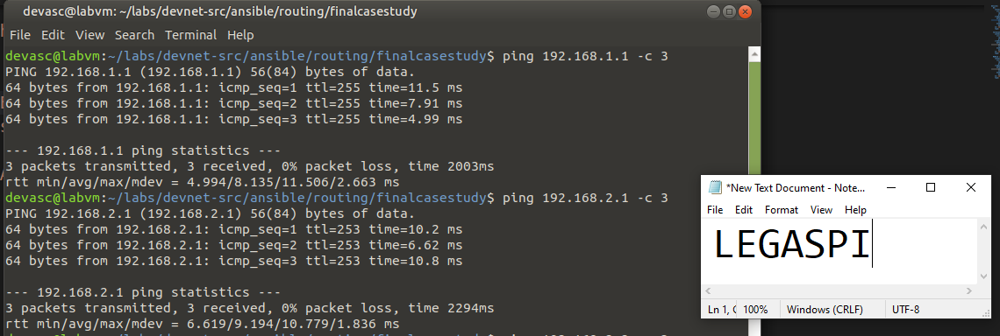 devasc@labvm: ~/labs/devnet-src/ansible/routing/finalcasestudy
File Edit View Search Terminal Help
devasc@labvm:~/labs/devnet-src/ansible/routing/finalcasestudy$ ping 192.168.1.1 -c 3
PING 192.168.1.1 (192.168.1.1) 56(84) bytes of data.
64 bytes from 192.168.1.1: icmp_seq=1 ttl=255 time=11.5 ms
64 bytes from 192.168.1.1: icmp_seq=2 ttl=255 time=7.91 ms
64 bytes from 192.168.1.1: icmp_seq=3 ttl=255 time=4.99 ms
--- 192.168.1.1 ping statistics ---
3 packets transmitted, 3 received, 0% packet loss, time 2003ms
rtt min/avg/max/mdev = 4.994/8.135/11.506/2.663 ms
devasc@labvm:~/labs/devnet-src/ansible/routing/finalcasestudy$ ping 192.168.2.1 -c 3
PING 192.168.2.1 (192.168.2.1) 56(84) bytes of data.
64 bytes from 192.168.2.1: icmp_seq=1 ttl=253 time=10.2 ms
64 bytes from 192.168.2.1: icmp_seq=2 ttl=253 time=6.62 ms
64 bytes from 192.168.2.1: icmp_seq=3 ttl=253 time=10.8 ms
--- 192.168.2.1 ping statistics ---
3 packets transmitted, 3 received, 0% packet loss, time 2294ms
rtt min/avg/max/mdev = 6.619/9.194/10.779/1.836 ms
*New Text Document - Note...
File Edit Format View Help
LEGASPI
Ln 1, C 100% Windows (CRLF) UTF-8